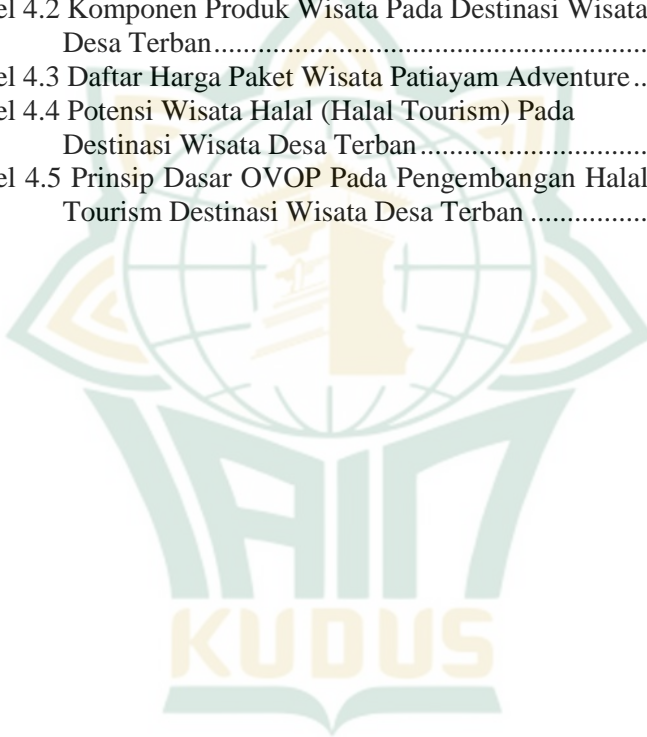 el 4.2 Komponen Produk Wisata Pada Destinasi Wisata
Desa Terban.....................................................
el 4.3 Daftar Harga Paket Wisata Patiayam Adventure..
el 4.4 Potensi Wisata Halal (Halal Tourism) Pada
Destinasi Wisata Desa Terban............................
el 4.5 Prinsip Dasar OVOP Pada Pengembangan Halal
Tourism Destinasi Wisata Desa Terban................
IAIN
KUDUS